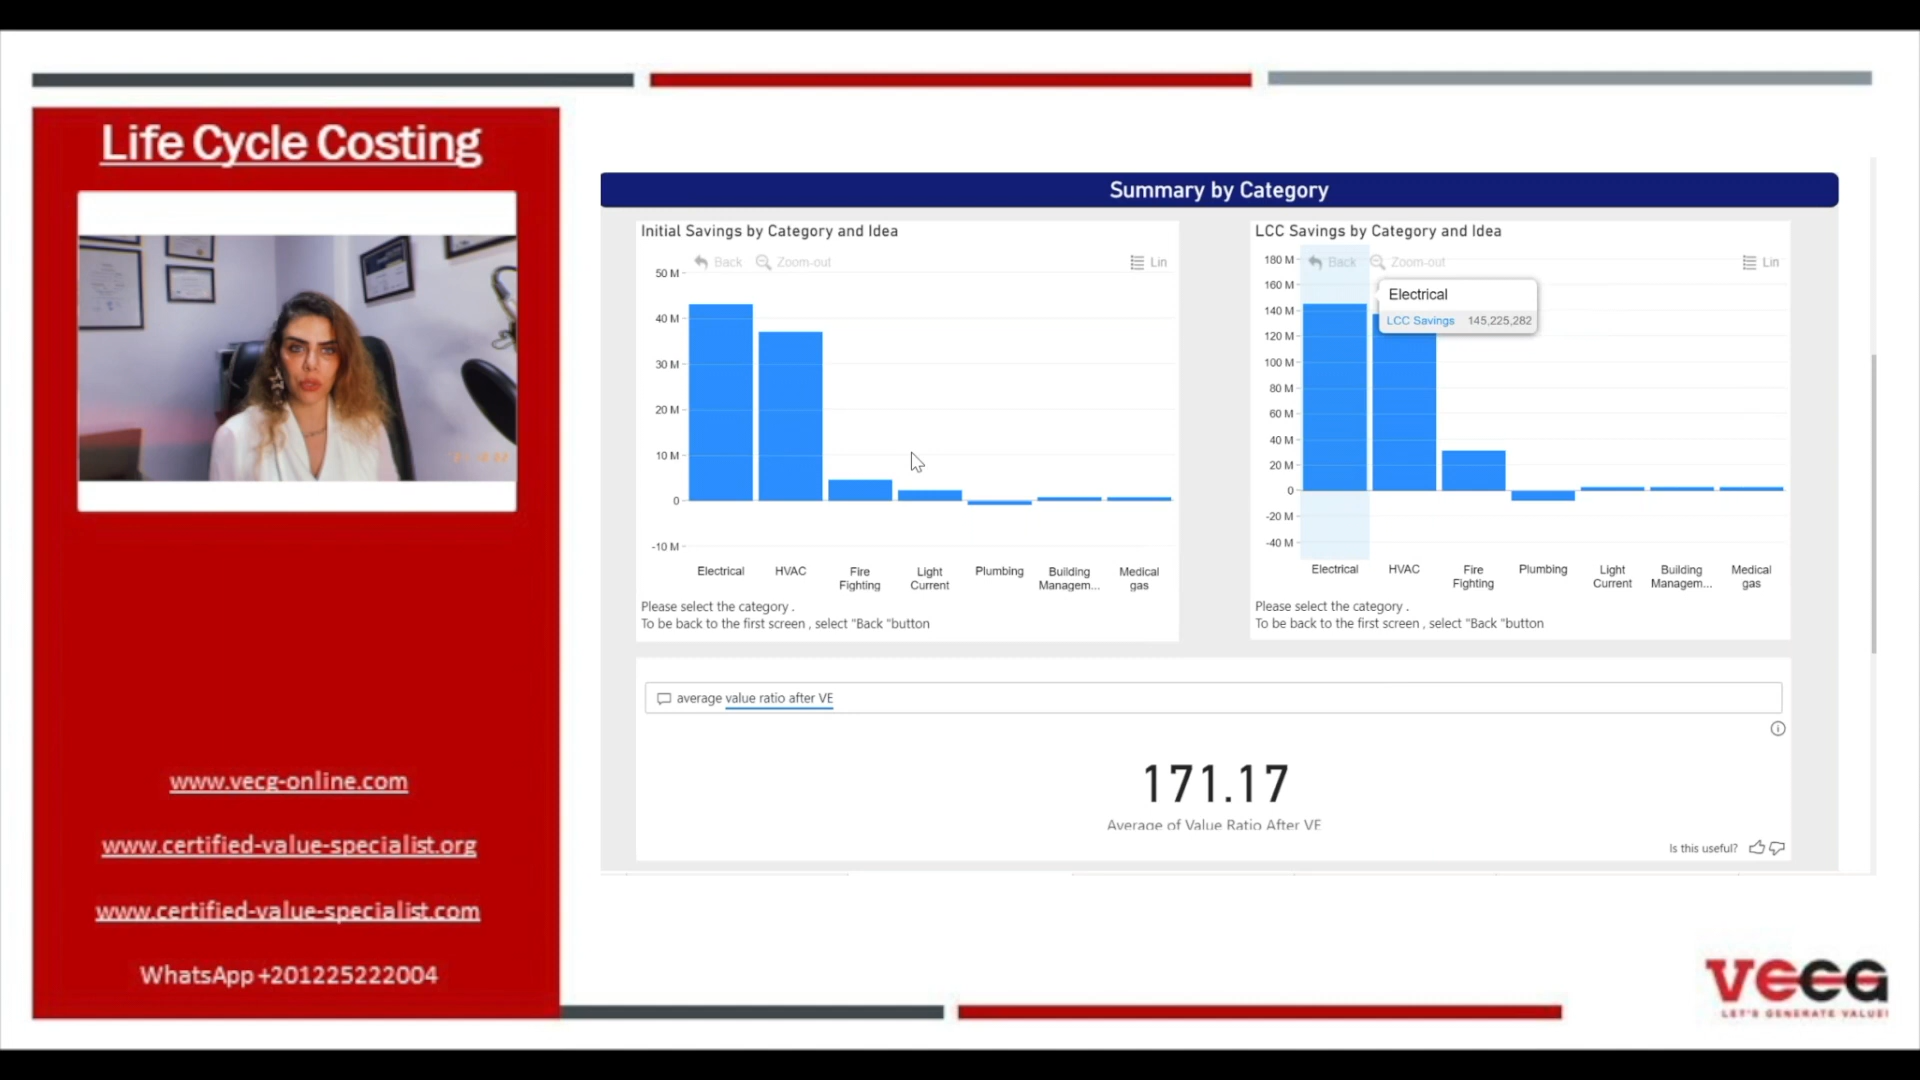 Life Cycle Costing
www.vecg-online.com
www.certified-value-specialist.org
www.certified-value-specialist.com
WhatsApp +201225222004
Summary by Category
Initial Savings by Category and Idea
Back Zoom-out Lin
50 M
40 M
30 M
20 M
10 M
0
-10 M
Electrical HVAC Fire Fighting Light Current Plumbing Building Managem... Medical gas
Please select the category .
To be back to the first screen , select "Back "button
LCC Savings by Category and Idea
Back Zoom-out Lin
180 M
160 M
140 M
120 M
100 M
80 M
60 M
40 M
20 M
0
-20 M
-40 M
Electrical
LCC Savings 145,225,282
Electrical HVAC Fire Fighting Plumbing Light Current Building Managem... Medical gas
Please select the category .
To be back to the first screen , select "Back "button
average value ratio after VE
171.17
Average of Value Ratio After VE
Is this useful?
VECG
LET'S GENERATE VALUE!